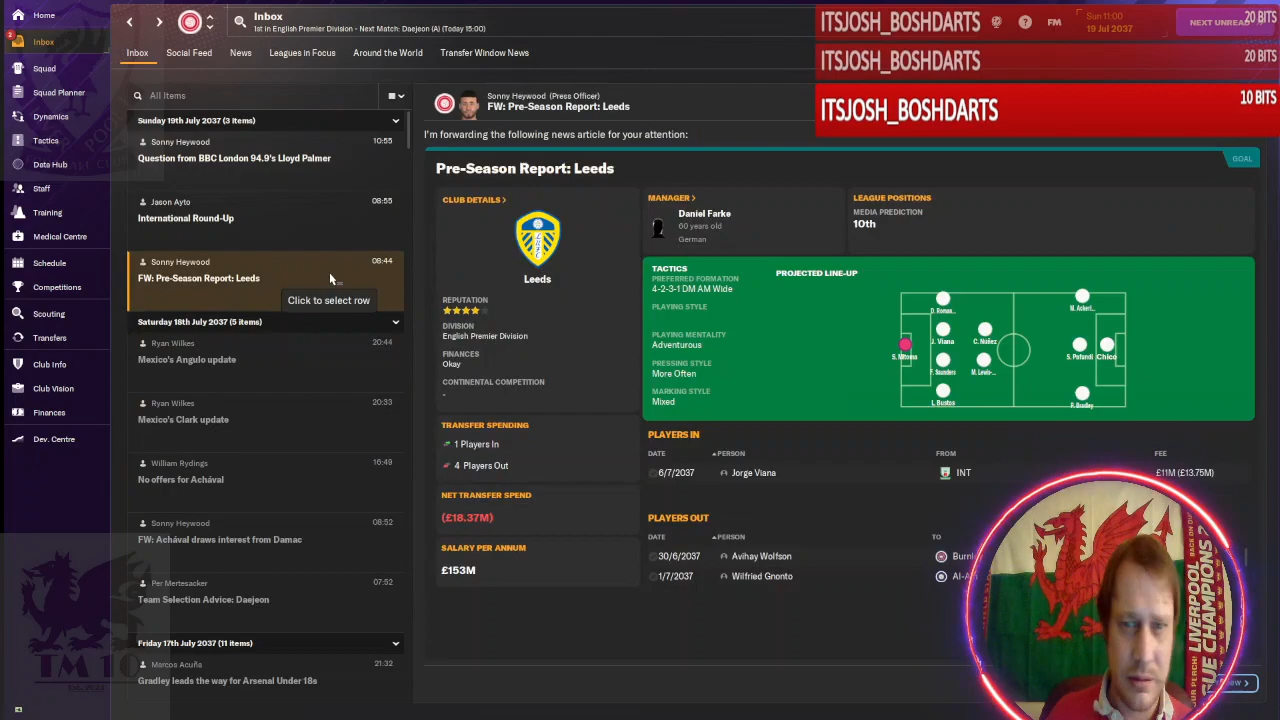 Home
Inbox
2
Squad
Squad Planner
Dynamics
Tactics
Data Hub
Staff
Training
Medical Centre
Schedule
Competitions
Scouting
Transfers
Club Info
Club Vision
Finances
Dev. Centre
Inbox
1st in English Premier Division - Next Match: Daejeon (A) (Today 15:00)
FM
Sun 11:00
19 Jul 2037
NEXT UNREAD
ITSJOSH_BOSHDARTS
20 BITS
ITSJOSH_BOSHDARTS
20 BITS
ITSJOSH_BOSHDARTS
10 BITS
Inbox
Social Feed
News
Leagues in Focus
Around the World
Transfer Window News
All Items
Sunday 19th July 2037 (3 items)
Sonny Heywood
10:55
Question from BBC London 94.9's Lloyd Palmer
Jason Ayto
08:55
International Round-Up
Sonny Heywood
08:44
FW: Pre-Season Report: Leeds
Click to select row
Saturday 18th July 2037 (5 items)
Ryan Wilkes
20:44
Mexico's Angulo update
Ryan Wilkes
20:33
Mexico's Clark update
William Rydings
16:49
No offers for Achával
Sonny Heywood
08:52
FW: Achával draws interest from Damac
Per Mertesacker
07:52
Team Selection Advice: Daejeon
Friday 17th July 2037 (11 items)
Marcos Acuña
21:32
Gradley leads the way for Arsenal Under 18s
TM 10
Sonny Heywood (Press Officer)
FW: Pre-Season Report: Leeds
I'm forwarding the following news article for your attention:
Pre-Season Report: Leeds
GOAL
CLUB DETAILS >
Leeds
REPUTATION
DIVISION
English Premier Division
FINANCES
Okay
CONTINENTAL COMPETITION
-
TRANSFER SPENDING
1 Players In
4 Players Out
NET TRANSFER SPEND
(£18.37M)
SALARY PER ANNUM
£153M
MANAGER >
Daniel Farke
60 years old
German
LEAGUE POSITIONS
MEDIA PREDICTION
10th
TACTICS
PREFERRED FORMATION
4-2-3-1 DM AM Wide
PLAYING STYLE
PLAYING MENTALITY
Adventurous
PRESSING STYLE
More Often
MARKING STYLE
Mixed
PROJECTED LINE-UP
S. Mitoma
D. Romas...
J. Viana
F. Saunders
L. Bustos
C. Nuñez
M. Lewis-...
M. Ackerl...
S. Pafundi
P. Bradley
Chico
PLAYERS IN
DATE
PERSON
FROM
FEE
6/7/2037
Jorge Viana
INT
£11M (£13.75M)
PLAYERS OUT
DATE
PERSON
TO
30/6/2037
Avihay Wolfson
1/7/2037
Wilfried Gnonto
LIVERPOOL